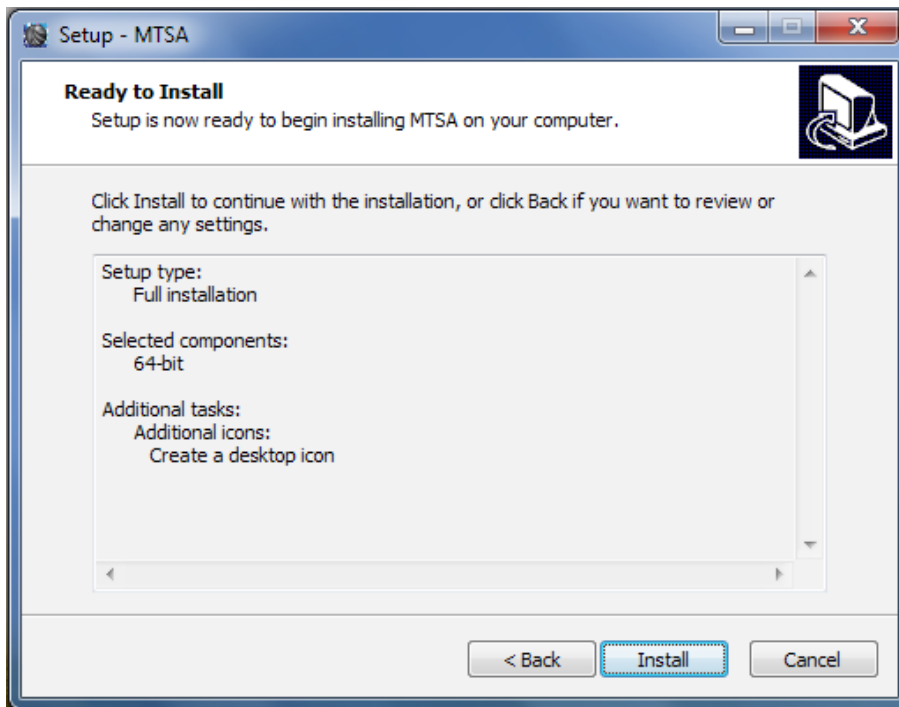 Setup - MTSA
Ready to Install
Setup is now ready to begin installing MTSA on your computer.
Click Install to continue with the installation, or click Back if you want to review or
change any settings.
Setup type:
Full installation
Selected components:
64-bit
Additional tasks:
Additional icons:
Create a desktop icon
< Back
Install
Cancel